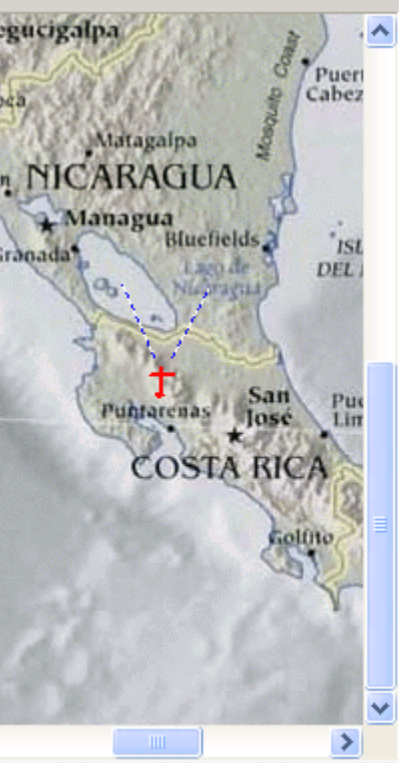 egucigalpa
Puert
Cabez
Mosquito Coast
Matagalpa
NICARAGUA
Managua
Granada
Bluefields
Lago de
Nicaragua
ISL
DEL
San
José
Puntarenas
Pue
Lim
COSTA RICA
Golfito